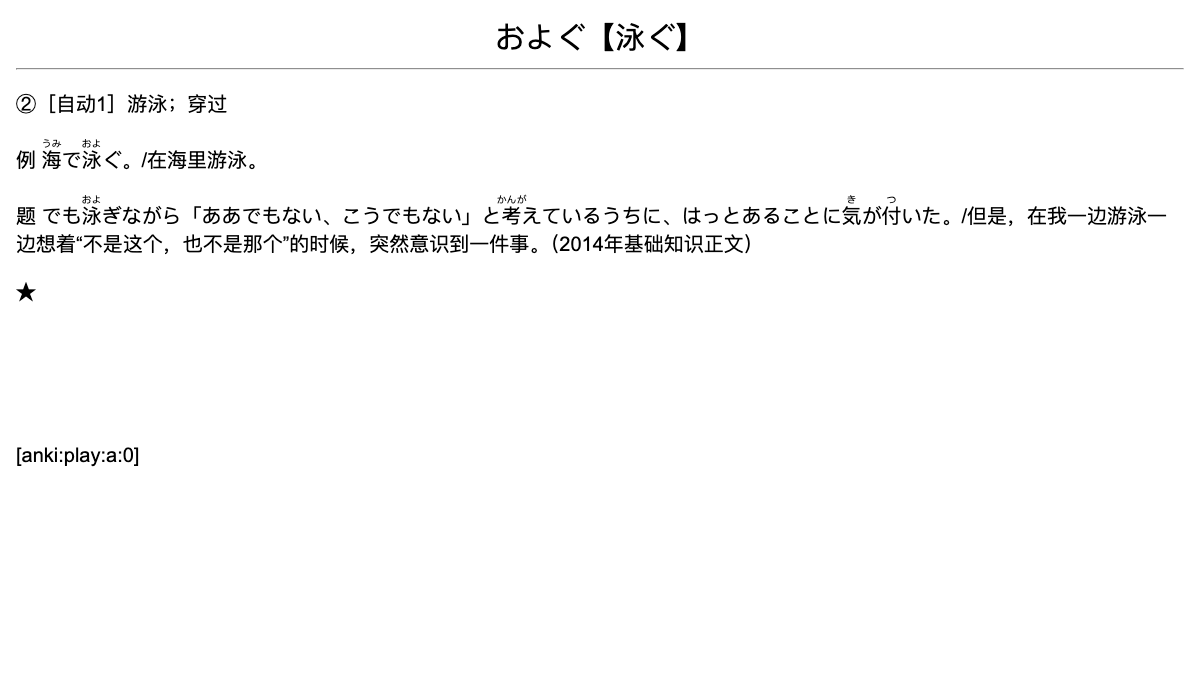 およぐ【泳ぐ】
②［自动1］游泳；穿过
うみ およ
例 海で泳ぐ。/在海里游泳。
およ かんが き つ
题 でも泳ぎながら「ああでもない、こうでもない」と考えているうちに、はっとあることに気が付いた。/但是，在我一边游泳一
边想着“不是这个，也不是那个”的时候，突然意识到一件事。（2014年基础知识正文）
★
[anki:play:a:0]